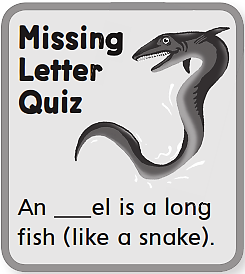 Missing
Letter
Quiz
An ___el is a long
fish (like a snake).